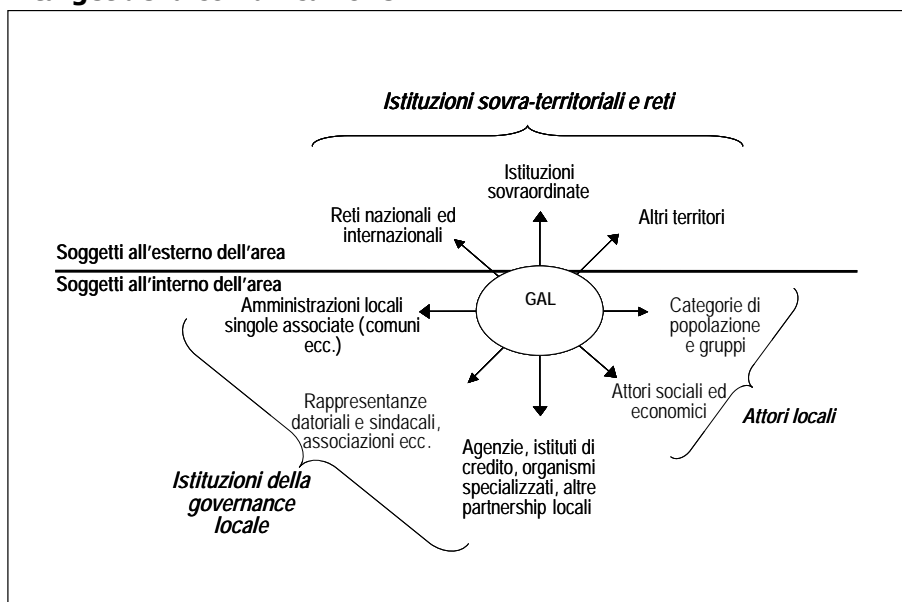 Istituzioni sovra-territoriali e reti
Istituzioni
sovraordinate
Reti nazionali ed
internazionali
Altri territori
Soggetti all'esterno dell'area
Soggetti all'interno dell'area
GAL
Amministrazioni locali
singole associate (comuni
ecc.)
Categorie di
popolazione
e gruppi
Rappresentanze
datoriali e sindacali,
associazioni ecc.
Attori sociali ed
economici
Attori locali
Agenzie, istituti di
credito, organismi
specializzati, altre
partnership locali
Istituzioni della
governance
locale